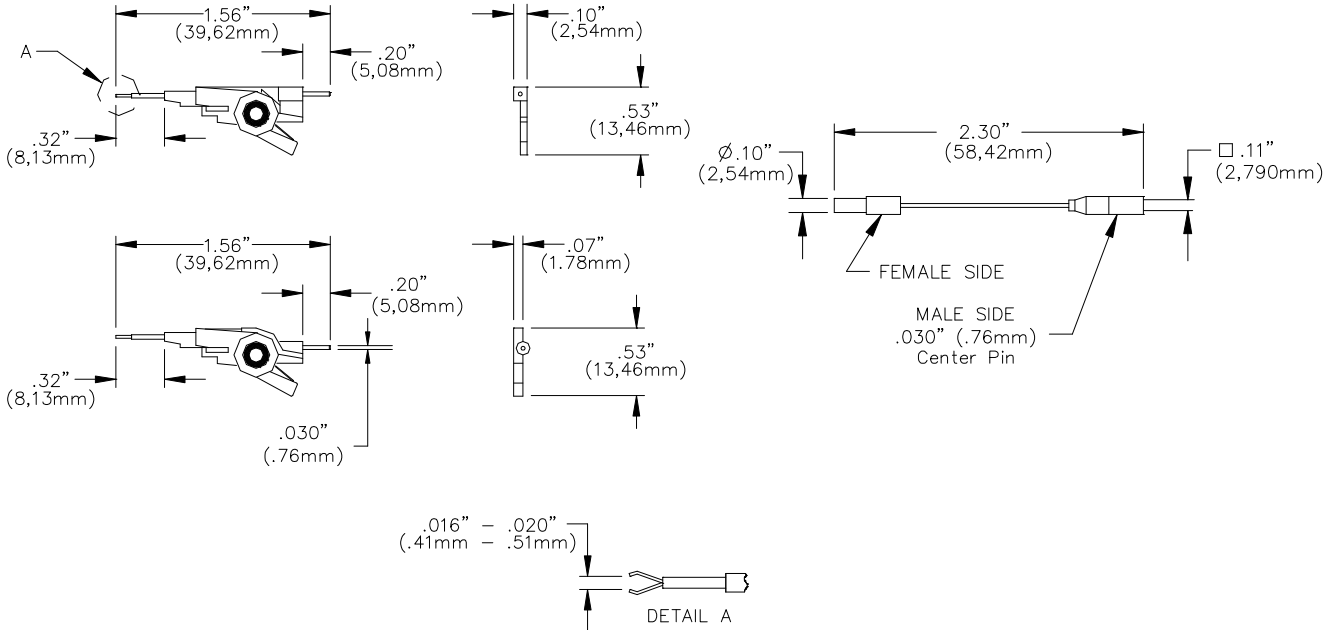 1.56”
(39,62mm)
.10”
(2,54mm)
A
.20”
(5,08mm)
.32”
(8,13mm)
.53”
(13,46mm)
2.30”
(58,42mm)
Ø.10”
(2,54mm)
□ .11”
(2,790mm)
FEMALE SIDE
MALE SIDE
.030” (.76mm)
Center Pin
1.56”
(39,62mm)
.07”
(1.78mm)
.20”
(5,08mm)
.32”
(8,13mm)
.53”
(13,46mm)
.030”
(.76mm)
.016” – .020”
(.41mm – .51mm)
DETAIL A